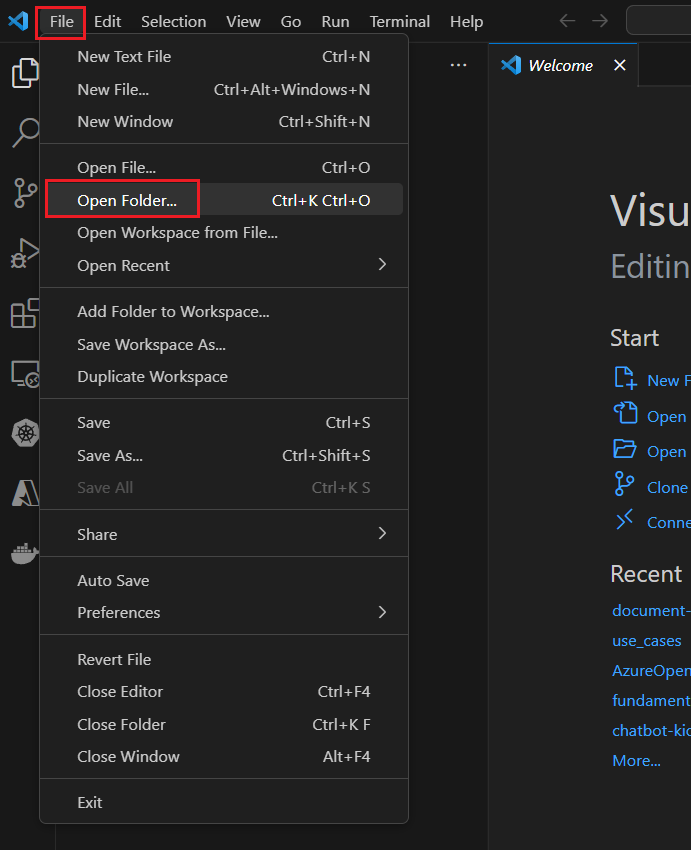 File Edit Selection View Go Run Terminal Help
New Text File Ctrl+N
New File... Ctrl+Alt+Windows+N
New Window Ctrl+Shift+N
Open File... Ctrl+O
Open Folder... Ctrl+K Ctrl+O
Open Workspace from File...
Open Recent
Add Folder to Workspace...
Save Workspace As...
Duplicate Workspace
Save Ctrl+S
Save As... Ctrl+Shift+S
Save All Ctrl+K S
Share
Auto Save
Preferences
Revert File
Close Editor Ctrl+F4
Close Folder Ctrl+K F
Close Window Alt+F4
Exit
Welcome
Visu
Editin
Start
New F
Open
Open
Clone
Conne
Recent
document-
use_cases
AzureOpen
fundament
chatbot-kic
More...